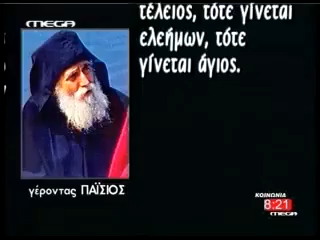 MEGA
τέλειος, τότε γίνεται
ελεήμων, τότε
γίνεται άγιος.
γέροντας ΠΑΪΣΙΟΣ
ΚΟΙΝΩΝΙΑ
8:21
MEGA